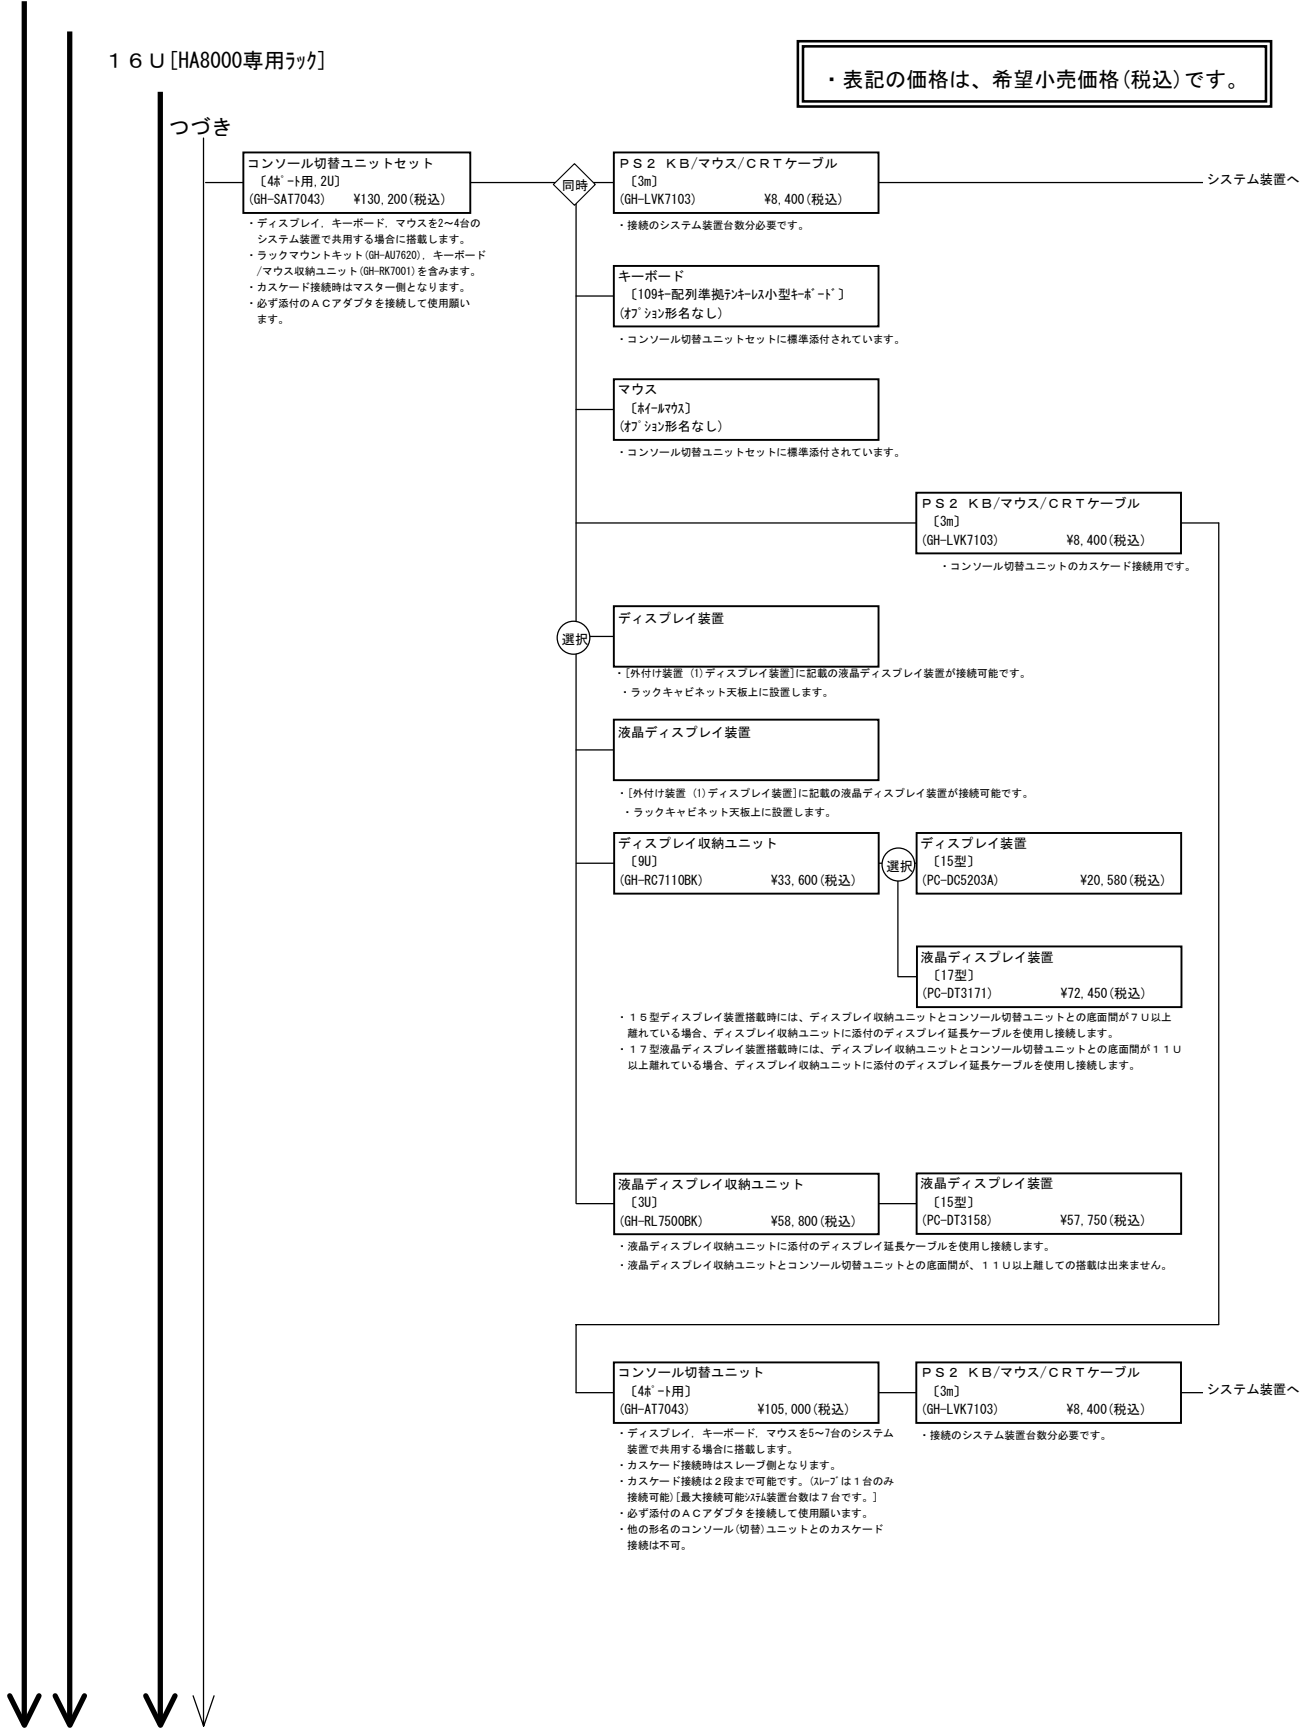 １６Ｕ[HA8000専用ﾗｯｸ]
・表記の価格は、希望小売価格(税込)です。
つづき
コンソール切替ユニットセット
〔4ﾎﾟｰﾄ用,2U〕
(GH-SAT7043) ¥130,200(税込)
・ディスプレイ, キーボード, マウスを2～4台の
システム装置で共用する場合に搭載します。
・ラックマウントキット(GH-AU7620), キーボード
/マウス収納ユニット(GH-RK7001)を含みます。
・カスケード接続時はマスター側となります。
・必ず添付のＡＣアダプタを接続して使用願い
ます。
同時
ＰＳ２ ＫＢ/マウス/ＣＲＴケーブル
〔3m〕
(GH-LVK7103) ¥8,400(税込)
・接続のシステム装置台数分必要です。
システム装置へ
キーボード
〔109ｷｰ配列準拠ﾃﾝｷｰﾚｽ小型ｷｰﾎﾞｰﾄﾞ〕
(ｵﾌﾟｼｮﾝ形名なし)
・コンソール切替ユニットセットに標準添付されています。
マウス
〔ﾎｲｰﾙﾏｳｽ〕
(ｵﾌﾟｼｮﾝ形名なし)
・コンソール切替ユニットセットに標準添付されています。
ＰＳ２ ＫＢ/マウス/ＣＲＴケーブル
〔3m〕
(GH-LVK7103) ¥8,400(税込)
・コンソール切替ユニットのカスケード接続用です。
選択
ディスプレイ装置
・[外付け装置 (1)ディスプレイ装置]に記載の液晶ディスプレイ装置が接続可能です。
・ラックキャビネット天板上に設置します。
液晶ディスプレイ装置
・[外付け装置 (1)ディスプレイ装置]に記載の液晶ディスプレイ装置が接続可能です。
・ラックキャビネット天板上に設置します。
ディスプレイ収納ユニット
〔9U〕
(GH-RC7110BK) ¥33,600(税込)
選択
ディスプレイ装置
〔15型〕
(PC-DC5203A) ¥20,580(税込)
液晶ディスプレイ装置
〔17型〕
(PC-DT3171) ¥72,450(税込)
・１５型ディスプレイ装置搭載時には、ディスプレイ収納ユニットとコンソール切替ユニットとの底面間が７Ｕ以上
離れている場合、ディスプレイ収納ユニットに添付のディスプレイ延長ケーブルを使用し接続します。
・１７型液晶ディスプレイ装置搭載時には、ディスプレイ収納ユニットとコンソール切替ユニットとの底面間が１１Ｕ
以上離れている場合、ディスプレイ収納ユニットに添付のディスプレイ延長ケーブルを使用し接続します。
液晶ディスプレイ収納ユニット
〔3U〕
(GH-RL7500BK) ¥58,800(税込)
液晶ディスプレイ装置
〔15型〕
(PC-DT3158) ¥57,750(税込)
・液晶ディスプレイ収納ユニットに添付のディスプレイ延長ケーブルを使用し接続します。
・液晶ディスプレイ収納ユニットとコンソール切替ユニットとの底面間が、１１Ｕ以上離しての搭載は出来ません。
コンソール切替ユニット
〔4ﾎﾟｰﾄ用〕
(GH-AT7043) ¥105,000(税込)
ＰＳ２ ＫＢ/マウス/ＣＲＴケーブル
〔3m〕
(GH-LVK7103) ¥8,400(税込)
システム装置へ
・接続のシステム装置台数分必要です。
・ディスプレイ, キーボード, マウスを5～7台のシステム
装置で共用する場合に搭載します。
・カスケード接続時はスレーブ側となります。
・カスケード接続は２段まで可能です。(ｽﾚｰﾌﾞは１台のみ
接続可能)[最大接続可能ｼｽﾃﾑ装置台数は７台です。]
・必ず添付のＡＣアダプタを接続して使用願います。
・他の形名のコンソール(切替)ユニットとのカスケード
接続は不可。